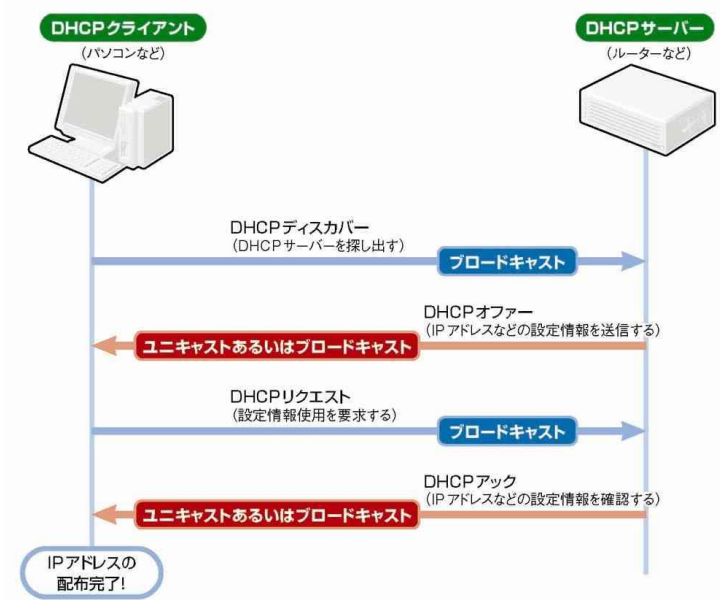 DHCPクライアント
(パソコンなど)
DHCPサーバー
(ルーターなど)
DHCPディスカバー
(DHCPサーバーを探し出す)
ブロードキャスト
DHCPオファー
(IPアドレスなどの設定情報を送信する)
ユニキャストあるいはブロードキャスト
DHCPリクエスト
(設定情報使用を要求する)
ブロードキャスト
DHCPアック
(IPアドレスなどの設定情報を確認する)
ユニキャストあるいはブロードキャスト
IPアドレスの
配布完了!